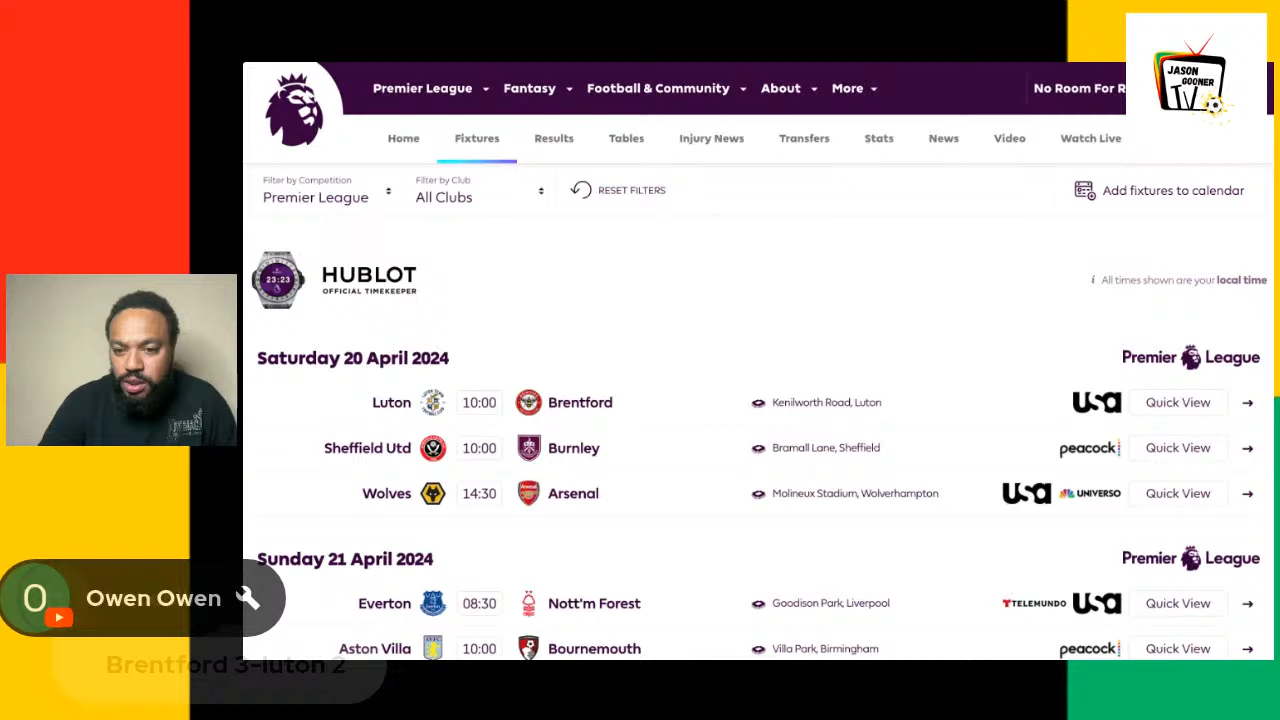 Premier League
Fantasy
Football & Community
About
More
No Room For R
JASON
GOONER
TV
Home
Fixtures
Results
Tables
Injury News
Transfers
Stats
News
Video
Watch Live
Filter by Competition
Premier League
Filter by Club
All Clubs
RESET FILTERS
Add fixtures to calendar
23:23
HUBLOT
OFFICIAL TIMEKEEPER
i All times shown are your local time
Saturday 20 April 2024
Premier League
Luton 10:00 Brentford Kenilworth Road, Luton usa Quick View →
Sheffield Utd 10:00 Burnley Bramall Lane, Sheffield peacock Quick View →
Wolves 14:30 Arsenal Molineux Stadium, Wolverhampton usa UNIVERSO Quick View →
Sunday 21 April 2024
Premier League
Everton 08:30 Nott'm Forest Goodison Park, Liverpool TELEMUNDO usa Quick View →
Aston Villa 10:00 Bournemouth Villa Park, Birmingham peacock Quick View →
O Owen Owen
Brentford 3-luton 2